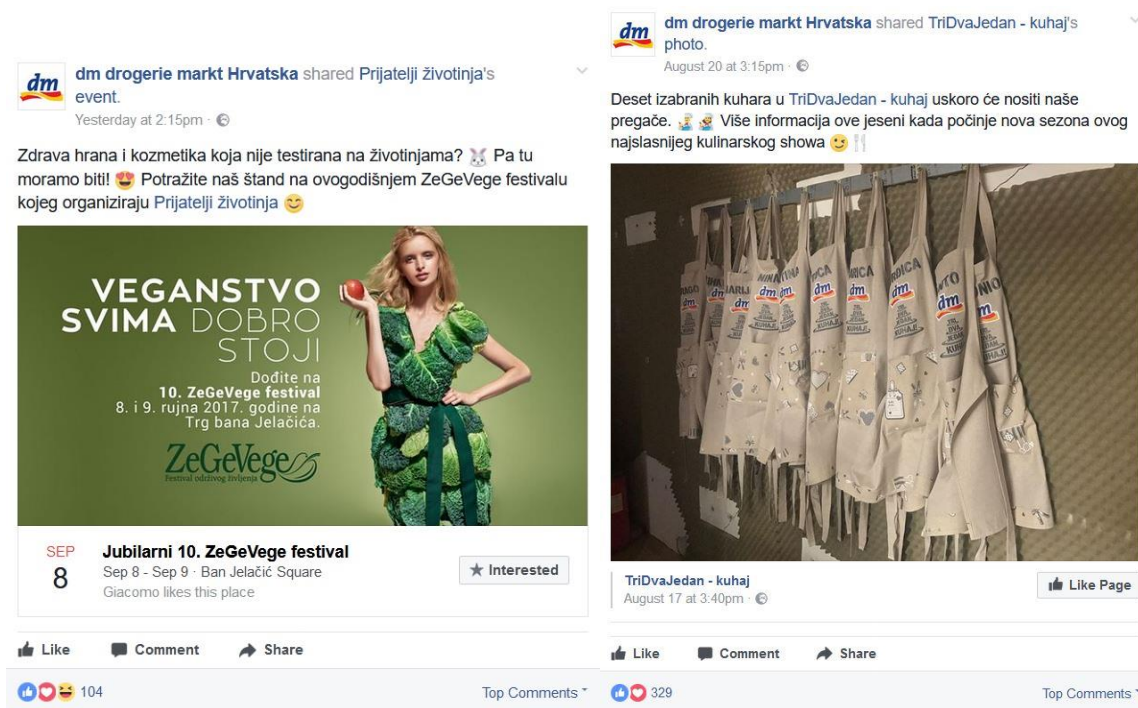 dm
dm drogerie markt Hrvatska shared Prijatelji životinja's
event.
Yesterday at 2:15pm ·
Zdrava hrana i kozmetika koja nije testirana na životinjama? Pa tu
moramo biti! Potražite naš štand na ovogodišnjem ZeGeVege festivalu
kojeg organiziraju Prijatelji životinja
VEGANSTVO
SVIMA DOBRO
STOJI
Dođite na
10. ZeGeVege festival
8. i 9. rujna 2017. godine na
Trg bana Jelačića.
ZeGeVege
Festival održivog življenja
SEP
8
Jubilarni 10. ZeGeVege festival
Sep 8 - Sep 9 · Ban Jelačić Square
Giacomo likes this place
Interested
Like Comment Share
104
Top Comments
dm
dm drogerie markt Hrvatska shared TriDvaJedan - kuhaj's
photo.
August 20 at 3:15pm ·
Deset izabranih kuhara u TriDvaJedan - kuhaj uskoro će nositi naše
pregače. Više informacija ove jeseni kada počinje nova sezona ovog
najslasnijeg kulinarskog showa
NINA
dm
dm
dm
dm
dm
dm
TriDvaJedan - kuhaj
August 17 at 3:40pm ·
Like Page
Like Comment Share
329
Top Comments